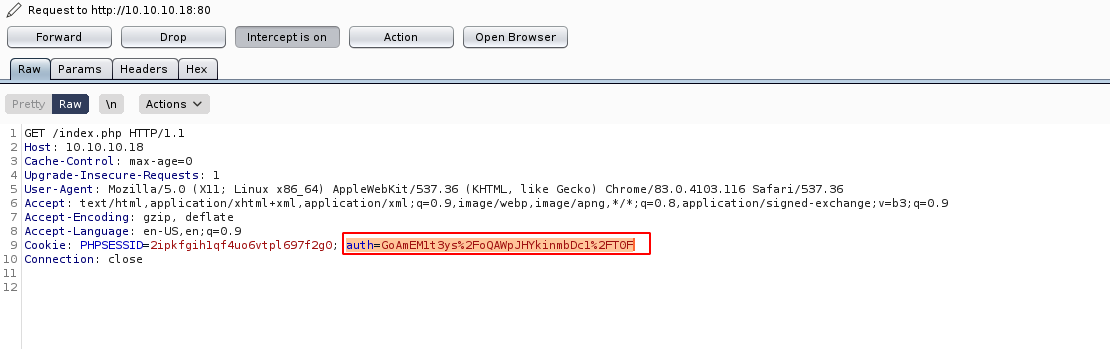 Request to http://10.10.10.18:80
Forward Drop Intercept is on Action Open Browser
Raw Params Headers Hex
Pretty Raw \n Actions
1 GET /index.php HTTP/1.1
2 Host: 10.10.10.18
3 Cache-Control: max-age=0
4 Upgrade-Insecure-Requests: 1
5 User-Agent: Mozilla/5.0 (X11; Linux x86_64) AppleWebKit/537.36 (KHTML, like Gecko) Chrome/83.0.4103.116 Safari/537.36
6 Accept: text/html,application/xhtml+xml,application/xml;q=0.9,image/webp,image/apng,*/*;q=0.8,application/signed-exchange;v=b3;q=0.9
7 Accept-Encoding: gzip, deflate
8 Accept-Language: en-US,en;q=0.9
9 Cookie: PHPSESSID=2ipkfgihlqf4uo6vtpl697f2g0; auth=GoAmEM1t3ys%2FoQAWpJHYkinmbDc1%2FT0F
10 Connection: close
11
12